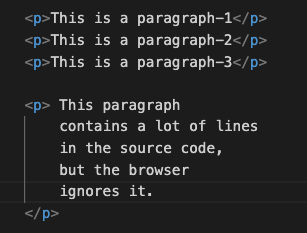 <p>This is a paragraph-1</p>
<p>This is a paragraph-2</p>
<p>This is a paragraph-3</p>
<p> This paragraph
contains a lot of lines
in the source code,
but the browser
ignores it.
</p>